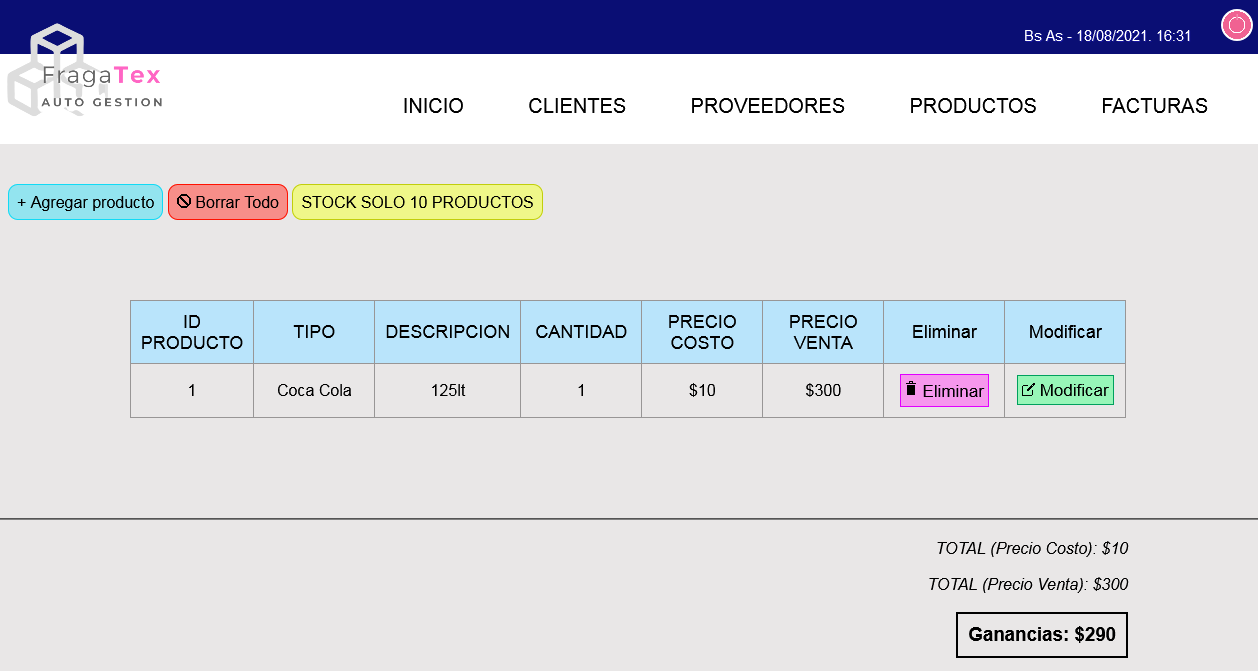 Bs As - 18/08/2021. 16:31
FragaTex
AUTO GESTION
INICIO CLIENTES PROVEEDORES PRODUCTOS FACTURAS
+ Agregar producto Borrar Todo STOCK SOLO 10 PRODUCTOS
ID PRODUCTO TIPO DESCRIPCION CANTIDAD PRECIO COSTO PRECIO VENTA Eliminar Modificar
1 Coca Cola 125lt 1 $10 $300 Eliminar Modificar
TOTAL (Precio Costo): $10
TOTAL (Precio Venta): $300
Ganancias: $290